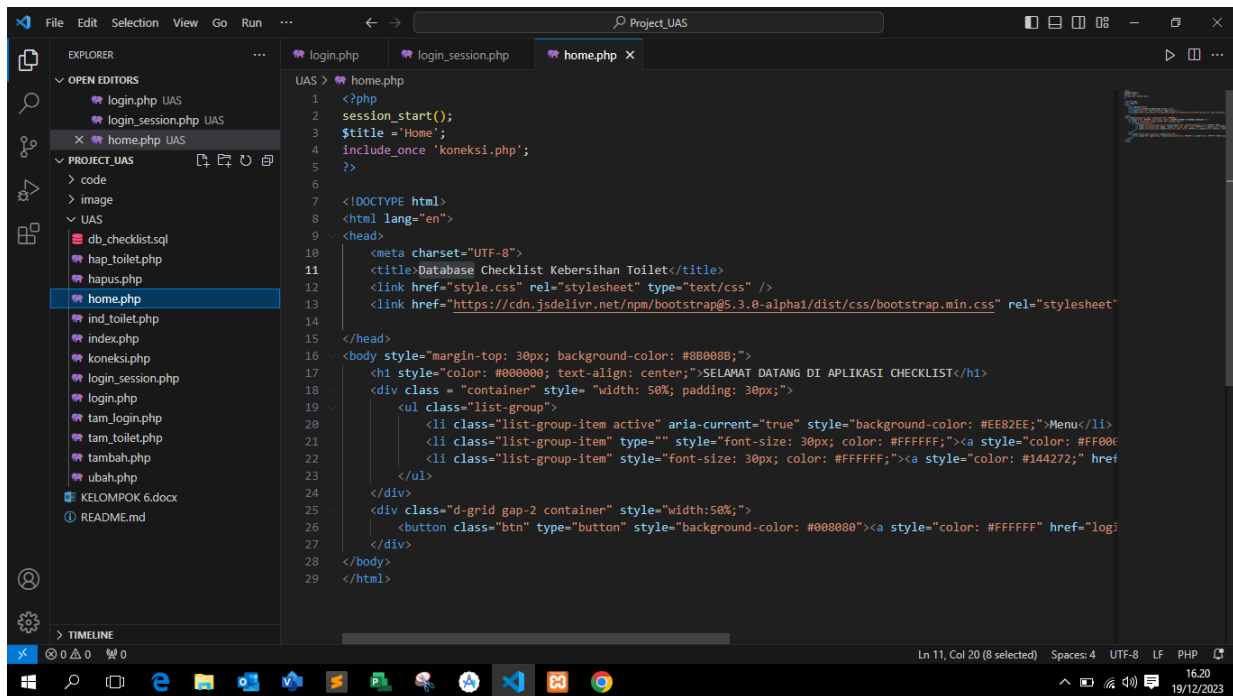 File Edit Selection View Go Run ··· Project_UAS
EXPLORER ···
OPEN EDITORS
login.php UAS
login_session.php UAS
home.php UAS
PROJECT_UAS
code
image
UAS
db_checklist.sql
hap_toilet.php
hapus.php
home.php
ind_toilet.php
index.php
koneksi.php
login_session.php
login.php
tam_login.php
tam_toilet.php
tambah.php
ubah.php
KELOMPOK 6.docx
README.md
TIMELINE
login.php login_session.php home.php
UAS > home.php
1 <?php
2 session_start();
3 $title ='Home';
4 include_once 'koneksi.php';
5 ?>
6
7 <!DOCTYPE html>
8 <html lang="en">
9 <head>
10 <meta charset="UTF-8">
11 <title>Database Checklist Kebersihan Toilet</title>
12 <link href="style.css" rel="stylesheet" type="text/css" />
13 <link href="https://cdn.jsdelivr.net/npm/bootstrap@5.3.0-alpha1/dist/css/bootstrap.min.css" rel="stylesheet"
14
15 </head>
16 <body style="margin-top: 30px; background-color: #8B008B;">
17 <h1 style="color: #000000; text-align: center;">SELAMAT DATANG DI APLIKASI CHECKLIST</h1>
18 <div class = "container" style= "width: 50%; padding: 30px;">
19 <ul class="list-group">
20 <li class="list-group-item active" aria-current="true" style="background-color: #EE82EE;">Menu</li>
21 <li class="list-group-item" type="" style="font-size: 30px; color: #FFFFFF;"><a style="color: #FF000
22 <li class="list-group-item" style="font-size: 30px; color: #FFFFFF;"><a style="color: #144272;" href
23 </ul>
24 </div>
25 <div class="d-grid gap-2 container" style="width:50%;">
26 <button class="btn" type="button" style="background-color: #008080"><a style="color: #FFFFFF" href="logi
27 </div>
28 </body>
29 </html>
0 0 0 Ln 11, Col 20 (8 selected) Spaces: 4 UTF-8 LF PHP
16.20
19/12/2023